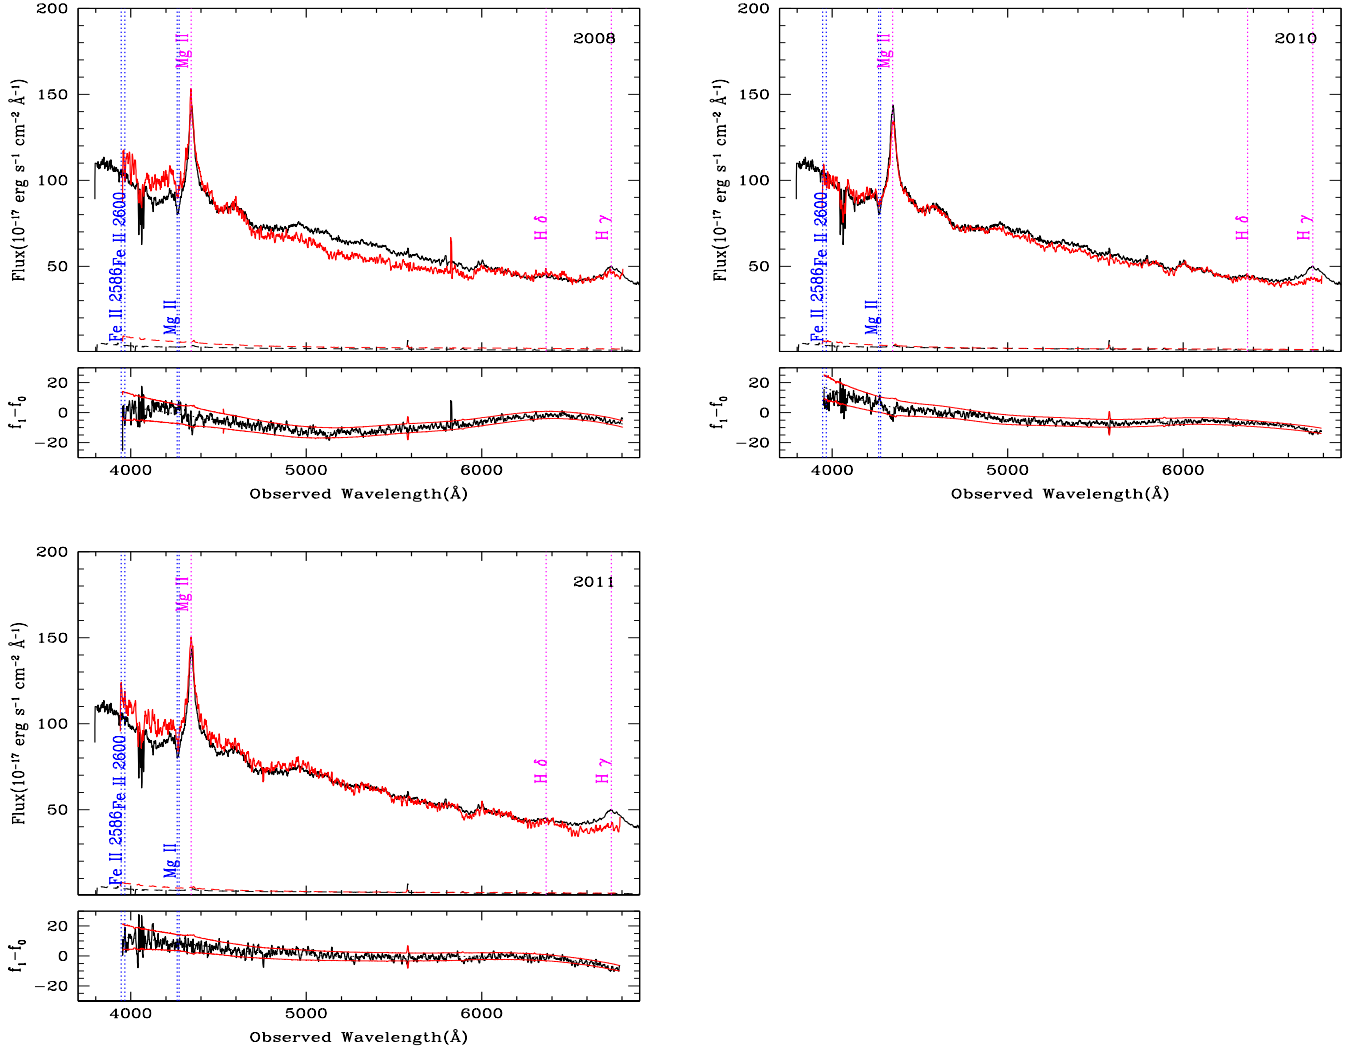 200
150
100
50
Flux(10⁻¹⁷ erg s⁻¹ cm⁻² Å⁻¹)
2008
Mg II
Fe II 2586
Fe II 2600
Mg II
H δ
H γ
20
0
−20
f₁−f₀
4000 5000 6000
Observed Wavelength(Å)
200
150
100
50
Flux(10⁻¹⁷ erg s⁻¹ cm⁻² Å⁻¹)
2010
Mg II
Fe II 2586
Fe II 2600
Mg II
H δ
H γ
20
0
−20
f₁−f₀
4000 5000 6000
Observed Wavelength(Å)
200
150
100
50
Flux(10⁻¹⁷ erg s⁻¹ cm⁻² Å⁻¹)
2011
Mg II
Fe II 2586
Fe II 2600
Mg II
H δ
H γ
20
0
−20
f₁−f₀
4000 5000 6000
Observed Wavelength(Å)